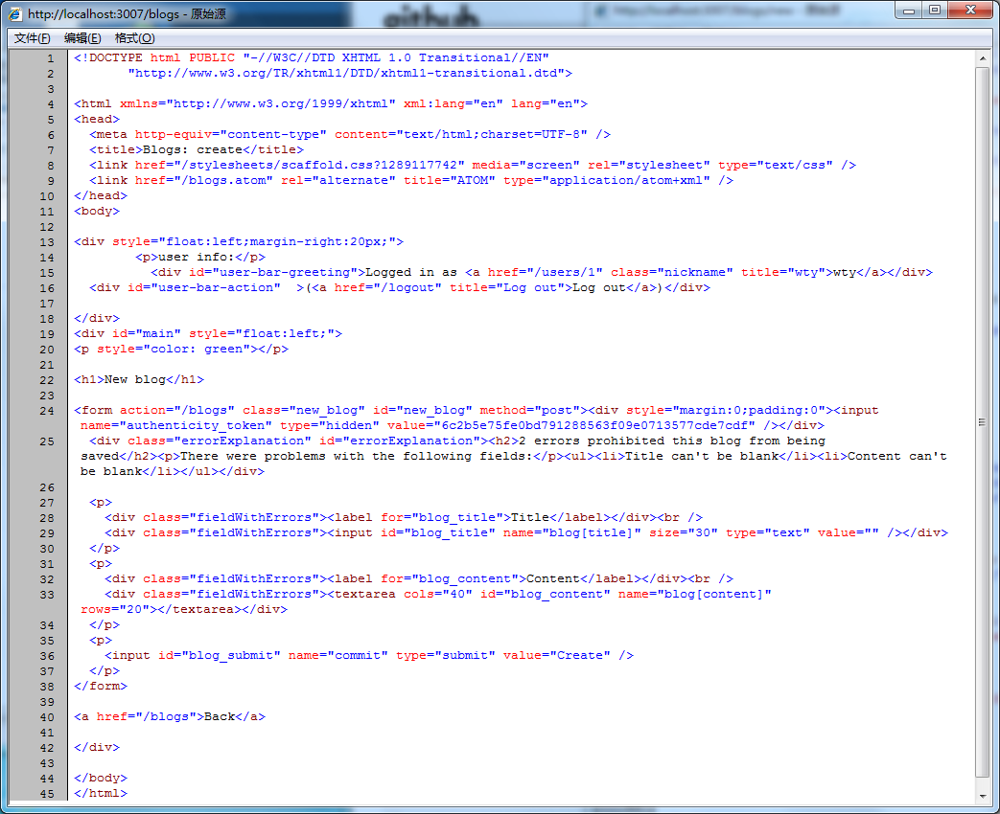 http://localhost:3007/blogs - 原始源
文件(F) 编辑(E) 格式(O)
1 <!DOCTYPE html PUBLIC "-//W3C//DTD XHTML 1.0 Transitional//EN"
2 "http://www.w3.org/TR/xhtml1/DTD/xhtml1-transitional.dtd">
3
4 <html xmlns="http://www.w3.org/1999/xhtml" xml:lang="en" lang="en">
5 <head>
6 <meta http-equiv="content-type" content="text/html;charset=UTF-8" />
7 <title>Blogs: create</title>
8 <link href="/stylesheets/scaffold.css?1289117742" media="screen" rel="stylesheet" type="text/css" />
9 <link href="/blogs.atom" rel="alternate" title="ATOM" type="application/atom+xml" />
10 </head>
11 <body>
12
13 <div style="float:left;margin-right:20px;">
14 <p>user info:</p>
15 <div id="user-bar-greeting">Logged in as <a href="/users/1" class="nickname" title="wty">wty</a></div>
16 <div id="user-bar-action"  >(<a href="/logout" title="Log out">Log out</a>)</div>
17
18 </div>
19 <div id="main" style="float:left;">
20 <p style="color: green"></p>
21
22 <h1>New blog</h1>
23
24 <form action="/blogs" class="new_blog" id="new_blog" method="post"><div style="margin:0;padding:0"><input
name="authenticity_token" type="hidden" value="6c2b5e75fe0bd791288563f09e0713577cde7cdf" /></div>
25 <div class="errorExplanation" id="errorExplanation"><h2>2 errors prohibited this blog from being
saved</h2><p>There were problems with the following fields:</p><ul><li>Title can't be blank</li><li>Content can't
be blank</li></ul></div>
26
27 <p>
28 <div class="fieldWithErrors"><label for="blog_title">Title</label></div><br />
29 <div class="fieldWithErrors"><input id="blog_title" name="blog[title]" size="30" type="text" value="" /></div>
30 </p>
31 <p>
32 <div class="fieldWithErrors"><label for="blog_content">Content</label></div><br />
33 <div class="fieldWithErrors"><textarea cols="40" id="blog_content" name="blog[content]"
rows="20"></textarea></div>
34 </p>
35 <p>
36 <input id="blog_submit" name="commit" type="submit" value="Create" />
37 </p>
38 </form>
39
40 <a href="/blogs">Back</a>
41
42 </div>
43
44 </body>
45 </html>